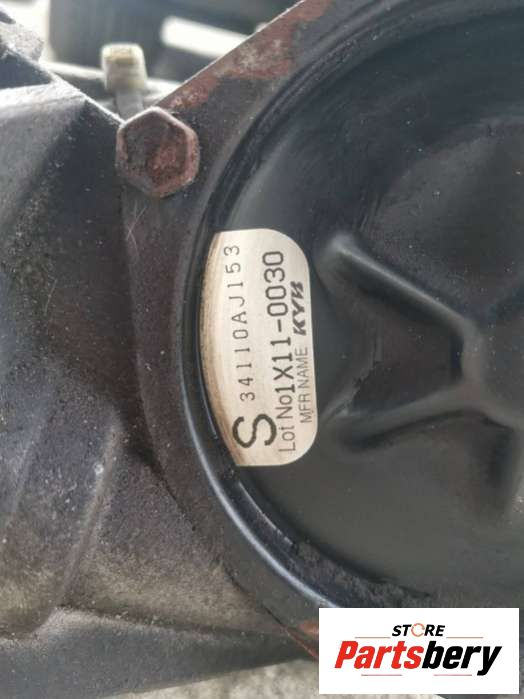 S 34110AJ153
Lot No1X11-0030
MFR NAME KYB
STORE
Partsbery